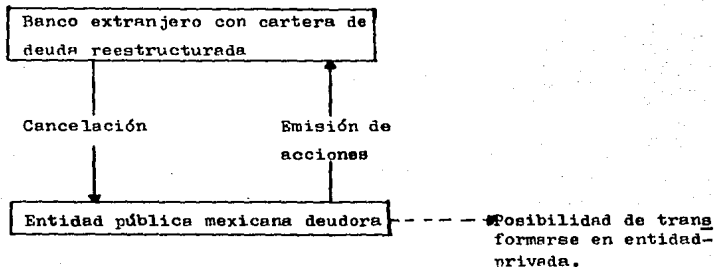 Banco extranjero con cartera de
deuda reestructurada
Cancelación
Emisión de
acciones
Entidad pública mexicana deudora
Posibilidad de trans
formarse en entidad-
privada.